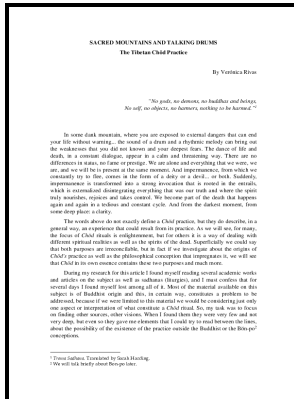 SACRED MOUNTAINS AND TALKING DRUMS
The Tibetan Chöd Practice
By Verónica Rivas
"No gods, no demons, no buddhas and beings,
No self, no objects, no harmers, nothing to be harmed."¹
In some dank mountain, where you are exposed to external dangers that can end
your life without warning... the sound of a drum and a rhythmic melody can bring out
the weaknesses that you did not known and your deepest fears. The dance of life and
death, in a constant dialogue, appear in a calm and threatening way. There are no
differences in status, no fame or prestige. We are alone and everything that we were, we
are, and we will be is present at the same moment. And impermanence, from which we
constantly try to flee, comes in the form of a deity or a devil... or both. Suddenly,
impermanence is transformed into a strong invocation that is rooted in the entrails,
which is externalized disintegrating everything that was our truth and where the spirit
truly nourishes, rejoices and takes control. We become part of the death that happens
again and again in a tedious and constant cycle. And from the darkest moment, from
some deep place: a clarity.
The words above do not exactly define a Chöd practice, but they do describe, in a
general way, an experience that could result from its practice. As we will see, for many,
the focus of Chöd rituals is enlightenment, but for others it is a way of dealing with
different spiritual realities as well as the spirits of the dead. Superficially we could say
that both purposes are irreconcilable, but in fact if we investigate about the origins of
Chöd's practice as well as the philosophical conception that impregnates it, we will see
that Chöd in its own essence contains these two purposes and much more.
During my research for this article I found myself reading several academic works
and articles on the subject as well as sadhanas (liturgies), and I must confess that for
several days I found myself lost among all of it. Most of the material available on this
subject is of Buddhist origin and this, in certain way, constitutes a problem to be
addressed, because if we were limited to this material we would be considering just only
one aspect or interpretation of what constitute a Chöd ritual. So, my task was to focus
on finding other sources, other visions. When I found them they were very few and not
very deep, but even so they gave me elements that I could try to read between the lines,
about the possibility of the existence of the practice outside the Buddhist or the Bön-po²
conceptions.
¹ Tröma Sadhana. Translated by Sarah Harding.
² We will talk briefly about Bon-po later.